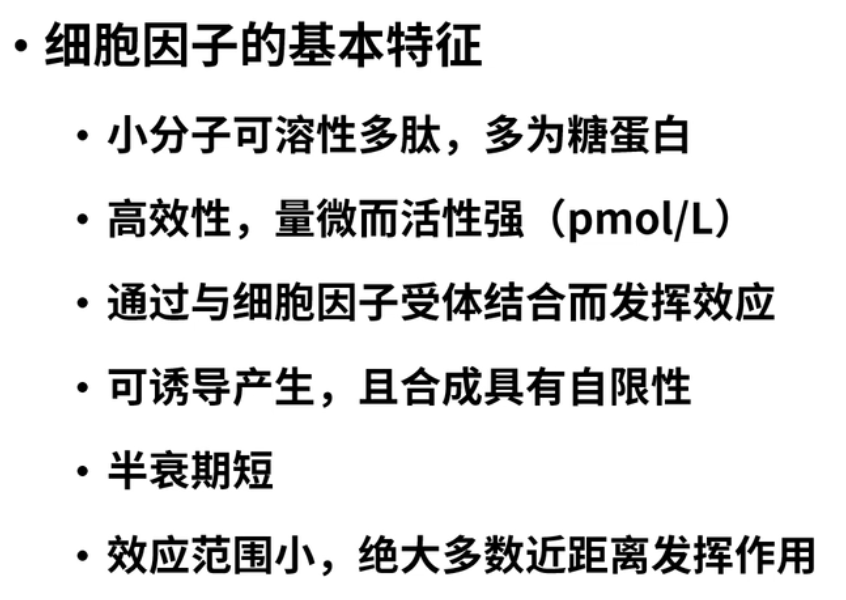 • 细胞因子的基本特征
• 小分子可溶性多肽，多为糖蛋白
• 高效性，量微而活性强（pmol/L）
• 通过与细胞因子受体结合而发挥效应
• 可诱导产生，且合成具有自限性
• 半衰期短
• 效应范围小，绝大多数近距离发挥作用